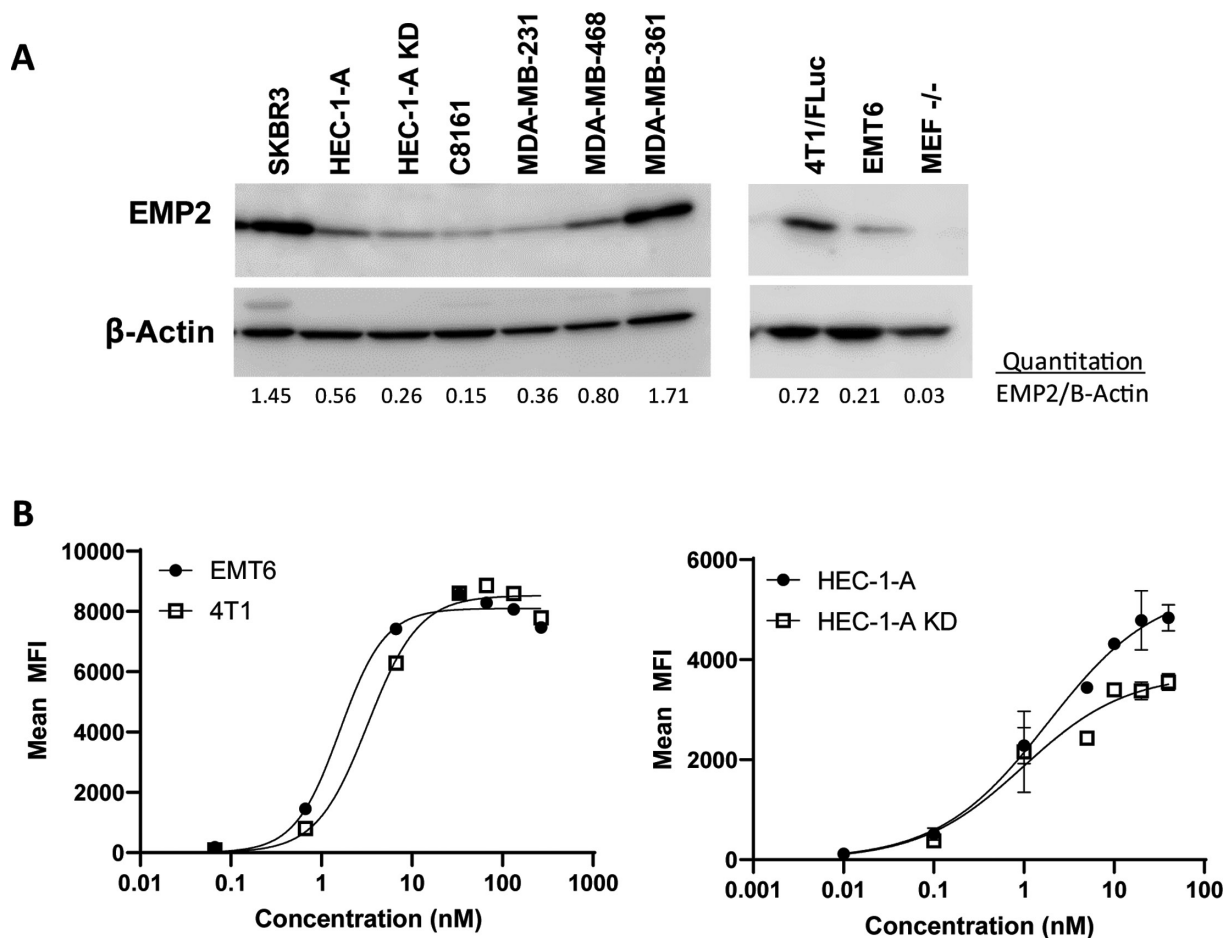 A
SKBR3
HEC-1-A
HEC-1-A KD
C8161
MDA-MB-231
MDA-MB-468
MDA-MB-361
4T1/FLuc
EMT6
MEF -/-
EMP2
β-Actin
Quantitation
1.45 0.56 0.26 0.15 0.36 0.80 1.71 0.72 0.21 0.03 EMP2/B-Actin
B
10000
8000
6000
4000
2000
0
Mean MFI
EMT6
4T1
0.01 0.1 1 10 100 1000
Concentration (nM)
6000
4000
2000
0
Mean MFI
HEC-1-A
HEC-1-A KD
0.001 0.01 0.1 1 10 100
Concentration (nM)